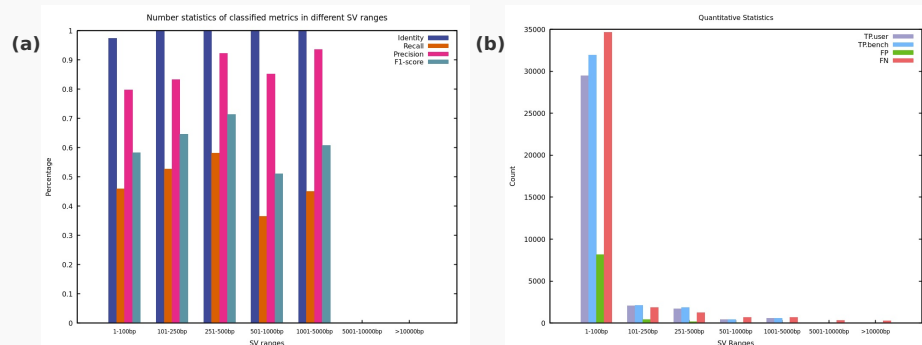 (a)
Number statistics of classified metrics in different SV ranges
Identity
Recall
Precision
F1-score
Percentage
1
0.9
0.8
0.7
0.6
0.5
0.4
0.3
0.2
0.1
0
1-100bp 101-250bp 251-500bp 501-1000bp 1001-5000bp 5001-10000bp >10000bp
SV ranges
(b)
Quantitative Statistics
TP.user
TP.bench
FP
FN
Count
35000
30000
25000
20000
15000
10000
5000
0
1-100bp 101-250bp 251-500bp 501-1000bp 1001-5000bp 5001-10000bp >10000bp
SV Ranges